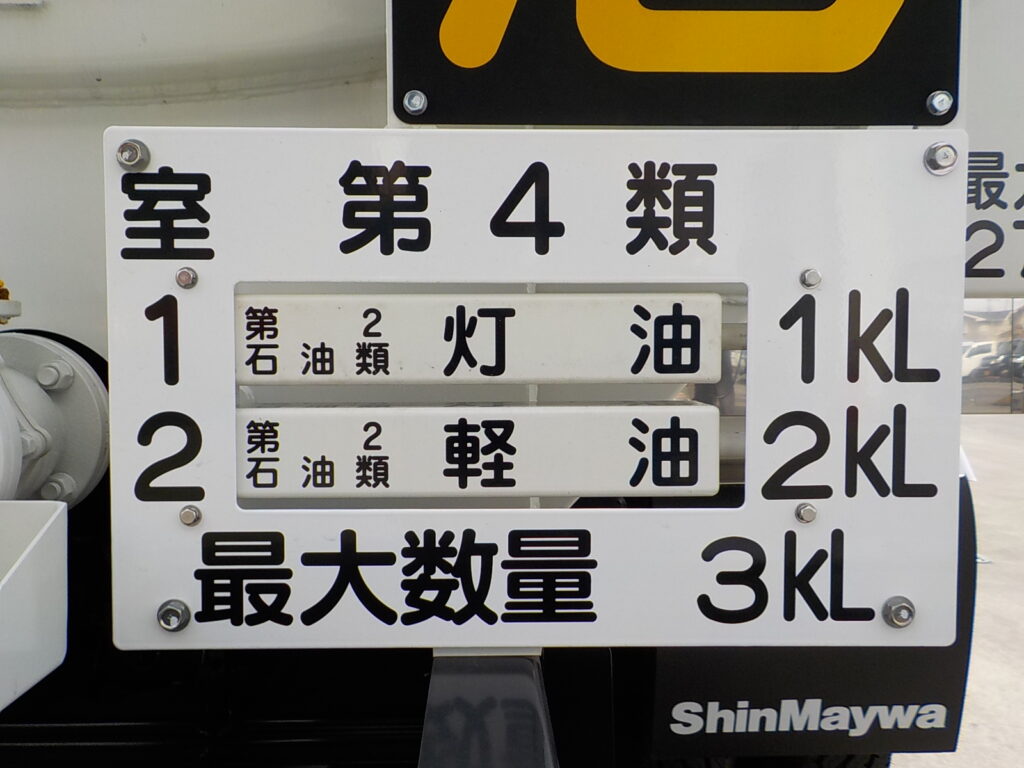 室 第4類
1 第2石油類 灯油 1kL
2 第2石油類 軽油 2kL
最大数量 3kL
ShinMaywa